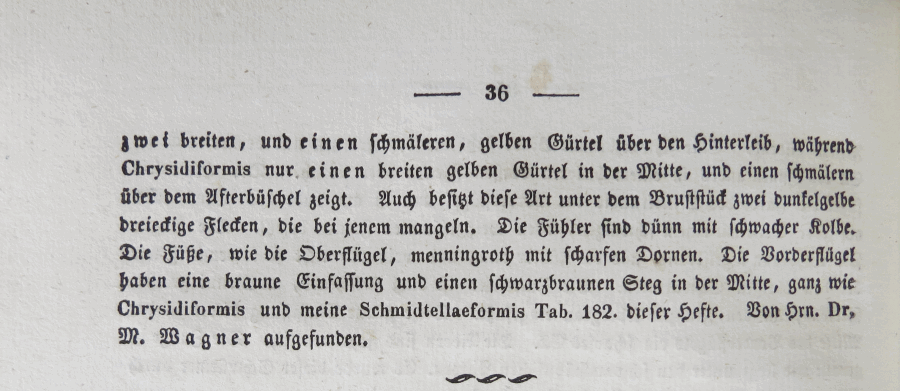 — 36 —
zwei breiten, und einen schmäleren, gelben Gürtel über den Hinterleib, während
Chrysidiformis nur einen breiten gelben Gürtel in der Mitte, und einen schmälern
über dem Afterbüschel zeigt. Auch besitzt diese Art unter dem Bruststück zwei dunkelgelbe
dreieckige Flecken, die bei jenem mangeln. Die Fühler sind dünn mit schwacher Kolbe.
Die Füße, wie die Oberflügel, menningroth mit scharfen Dornen. Die Vorderflügel
haben eine braune Einfassung und einen schwarzbraunen Steg in der Mitte, ganz wie
Chrysidiformis und meine Schmidtellaeformis Tab. 182. dieser Hefte. Von Hrn. Dr.
M. Wagner aufgefunden.